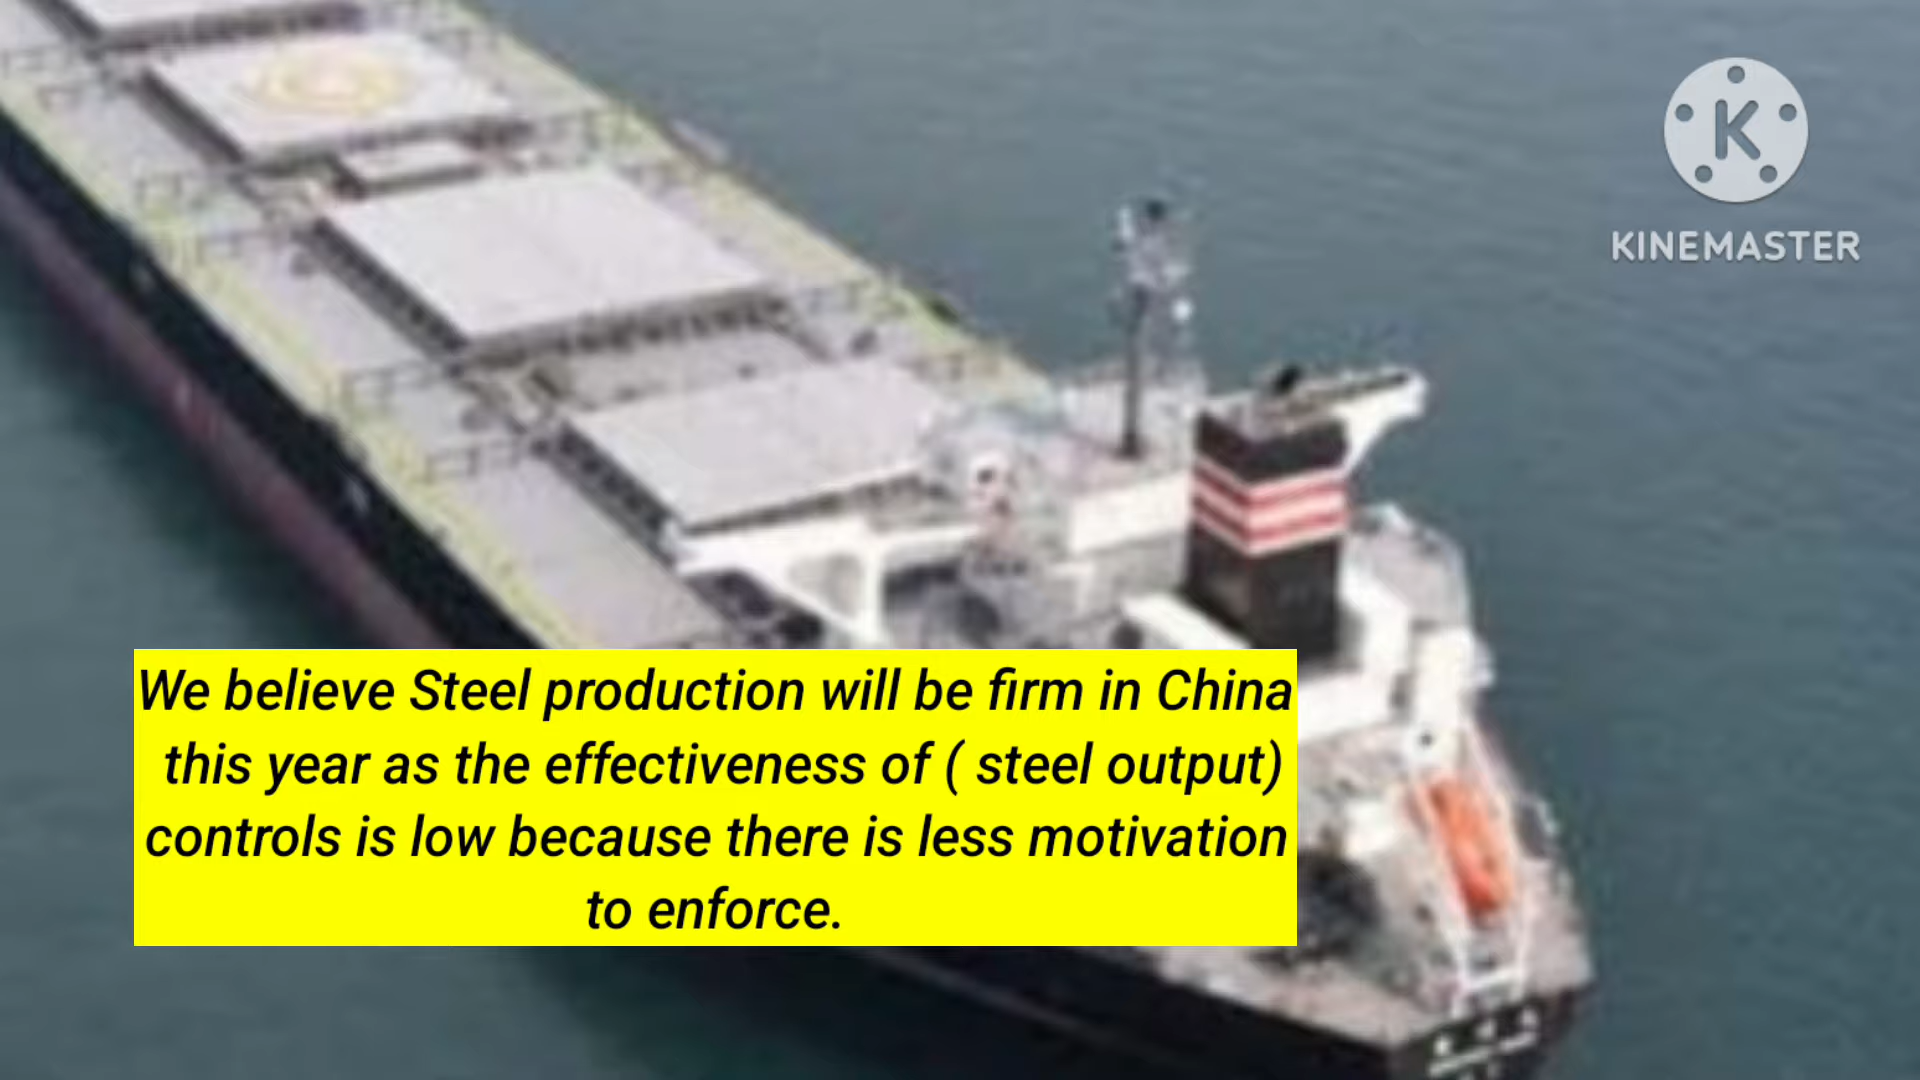 K
KINEMASTER
We believe Steel production will be firm in China
this year as the effectiveness of ( steel output)
controls is low because there is less motivation
to enforce.